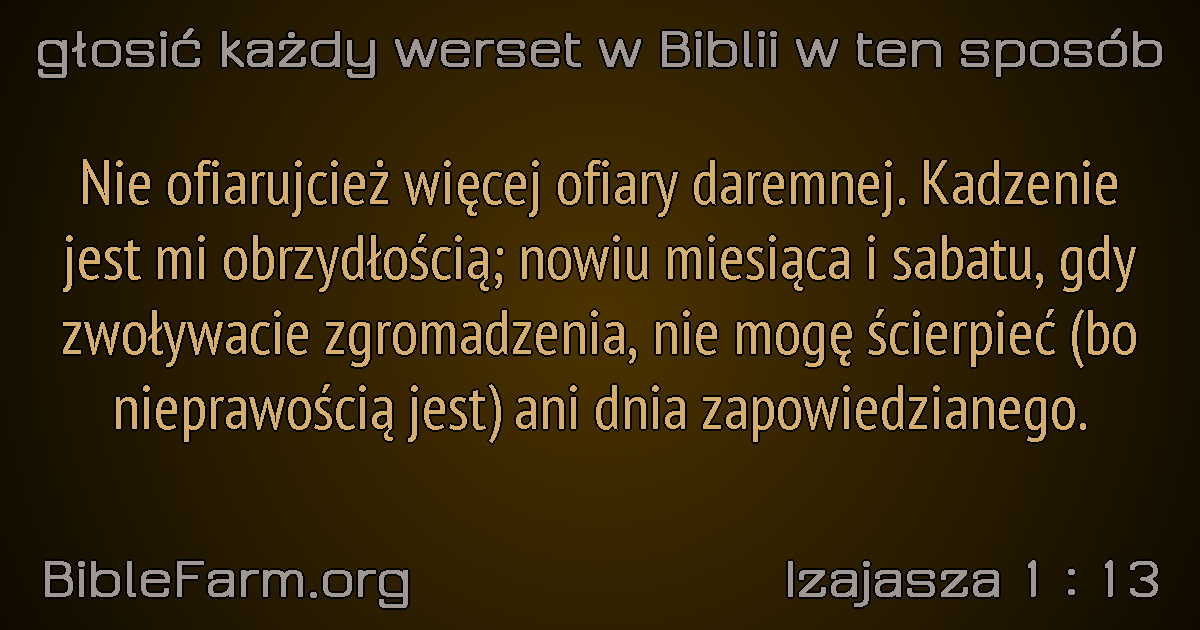 głosić każdy werset w Biblii w ten sposób
Nie ofiarujcież więcej ofiary daremnej. Kadzenie
jest mi obrzydłością; nowiu miesiąca i sabatu, gdy
zwoływacie zgromadzenia, nie mogę ścierpieć (bo
nieprawością jest) ani dnia zapowiedzianego.
BibleFarm.org
Izajasza 1 : 13